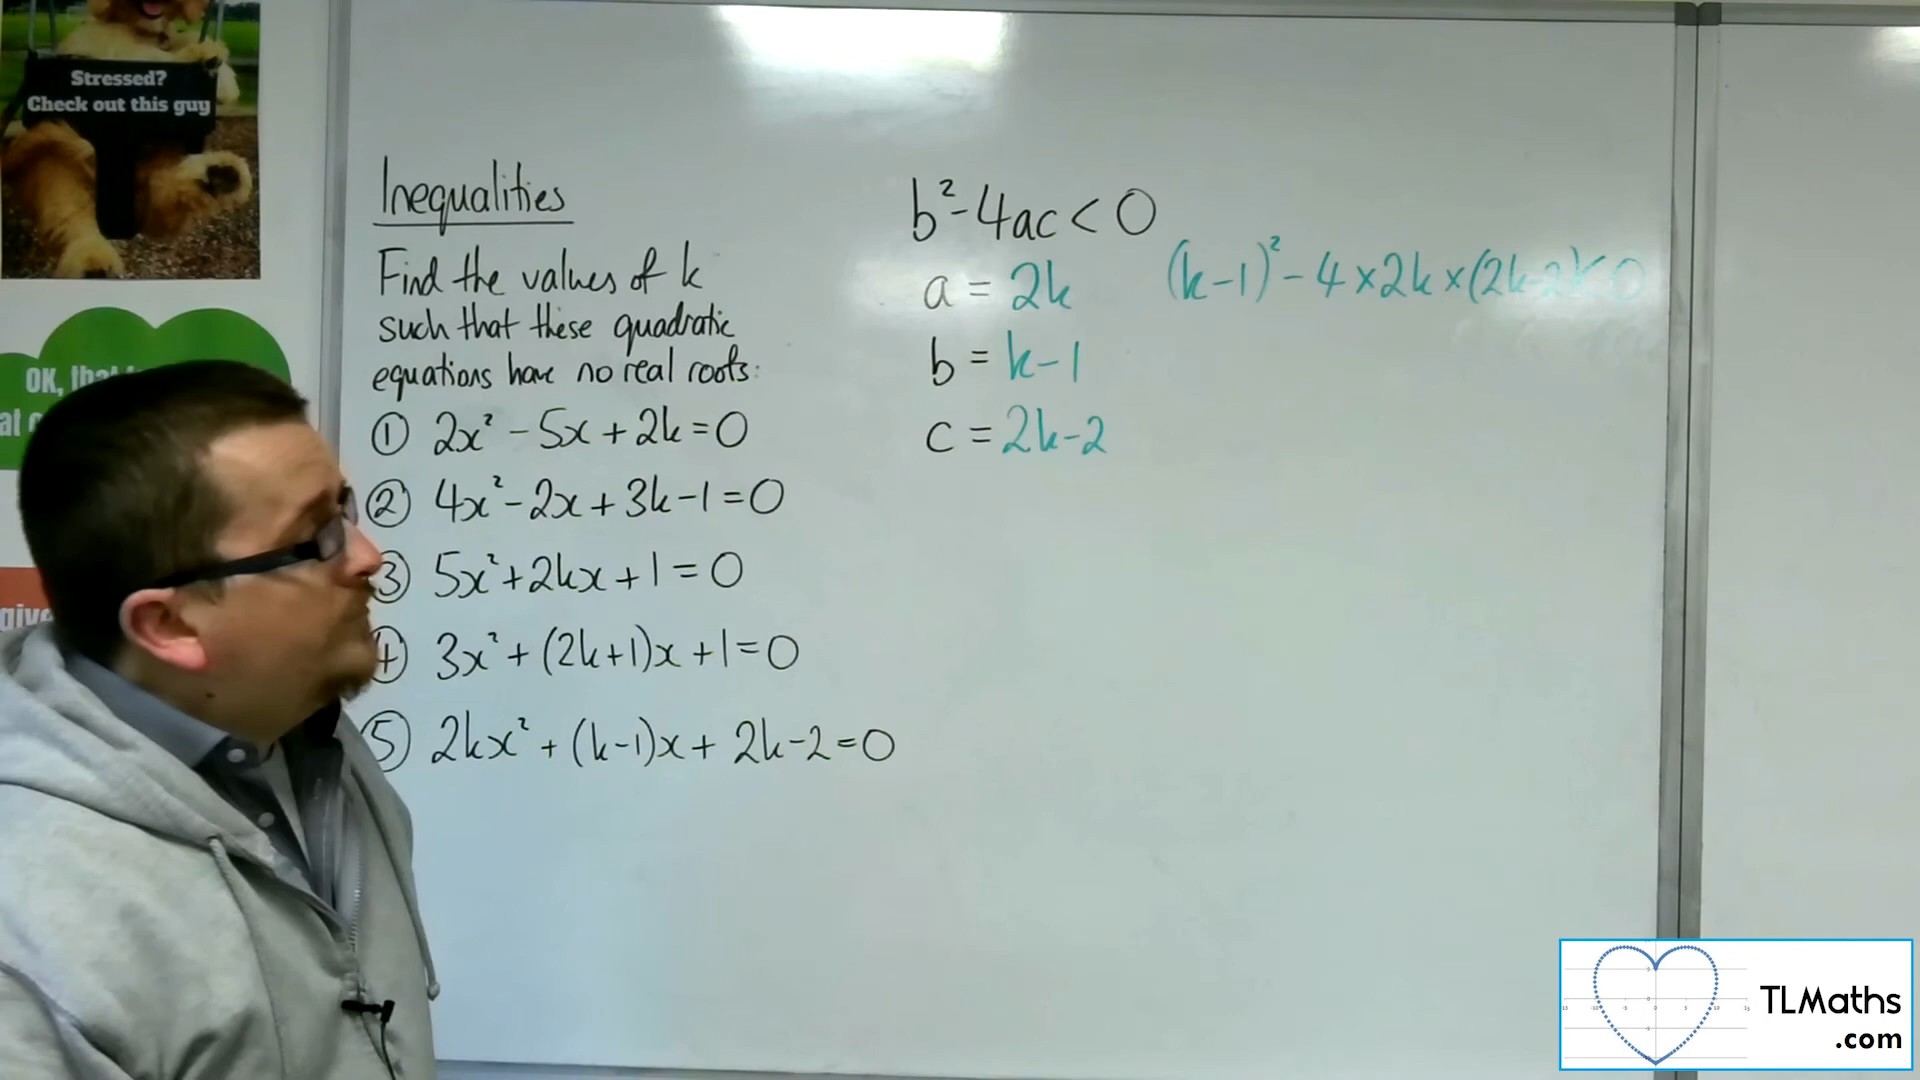 Stressed?
Check out this guy
OK, that
at
give
Inequalities
Find the values of k
such that these quadratic
equations have no real roots:
① 2x² - 5x + 2k = 0
② 4x² - 2x + 3k - 1 = 0
③ 5x² + 2kx + 1 = 0
④ 3x² + (2k+1)x + 1 = 0
⑤ 2kx² + (k-1)x + 2k - 2 = 0
b² - 4ac < 0
a = 2k
b = k - 1
c = 2k - 2
(k-1)² - 4 × 2k × (2k-2) < 0
TLMaths
.com